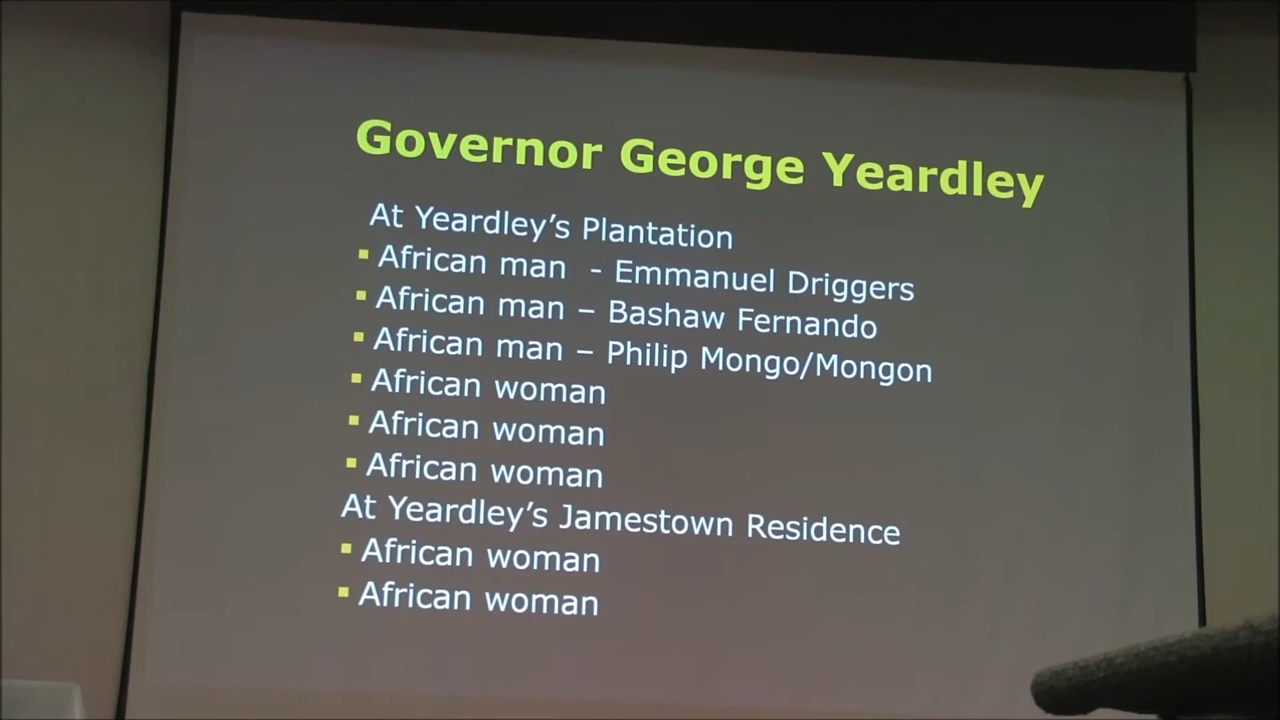 Governor George Yeardley
At Yeardley’s Plantation
▪ African man - Emmanuel Driggers
▪ African man – Bashaw Fernando
▪ African man – Philip Mongo/Mongon
▪ African woman
▪ African woman
▪ African woman
At Yeardley’s Jamestown Residence
▪ African woman
▪ African woman